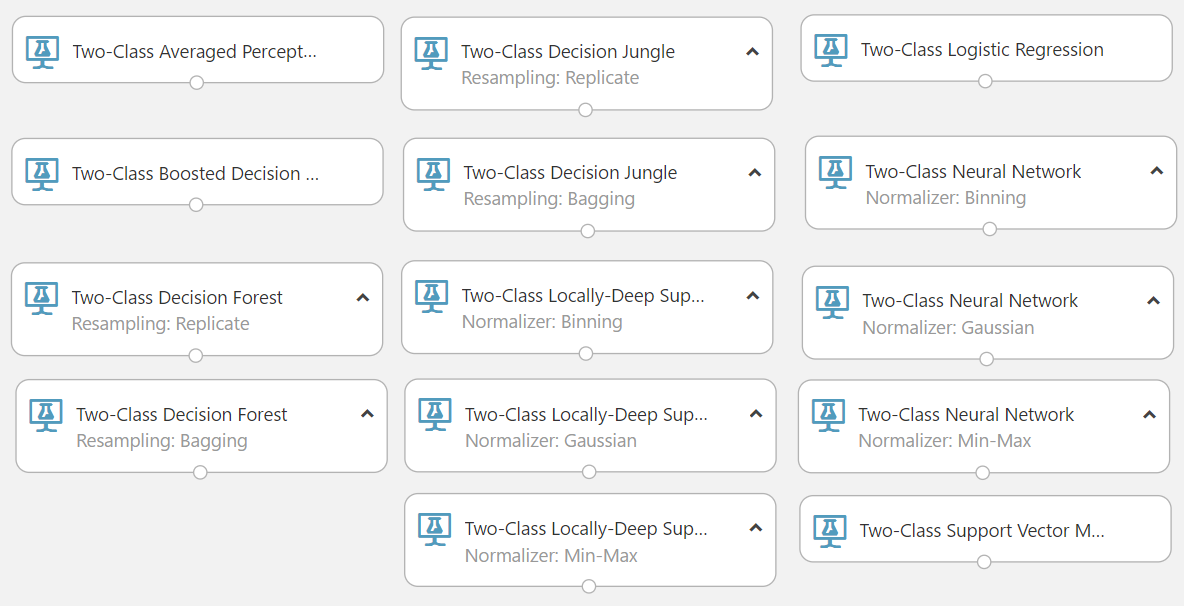 Two-Class Averaged Percept...
Two-Class Boosted Decision ...
Two-Class Decision Forest
Resampling: Replicate
Two-Class Decision Forest
Resampling: Bagging
Two-Class Decision Jungle
Resampling: Replicate
Two-Class Decision Jungle
Resampling: Bagging
Two-Class Locally-Deep Sup...
Normalizer: Binning
Two-Class Locally-Deep Sup...
Normalizer: Gaussian
Two-Class Locally-Deep Sup...
Normalizer: Min-Max
Two-Class Logistic Regression
Two-Class Neural Network
Normalizer: Binning
Two-Class Neural Network
Normalizer: Gaussian
Two-Class Neural Network
Normalizer: Min-Max
Two-Class Support Vector M...